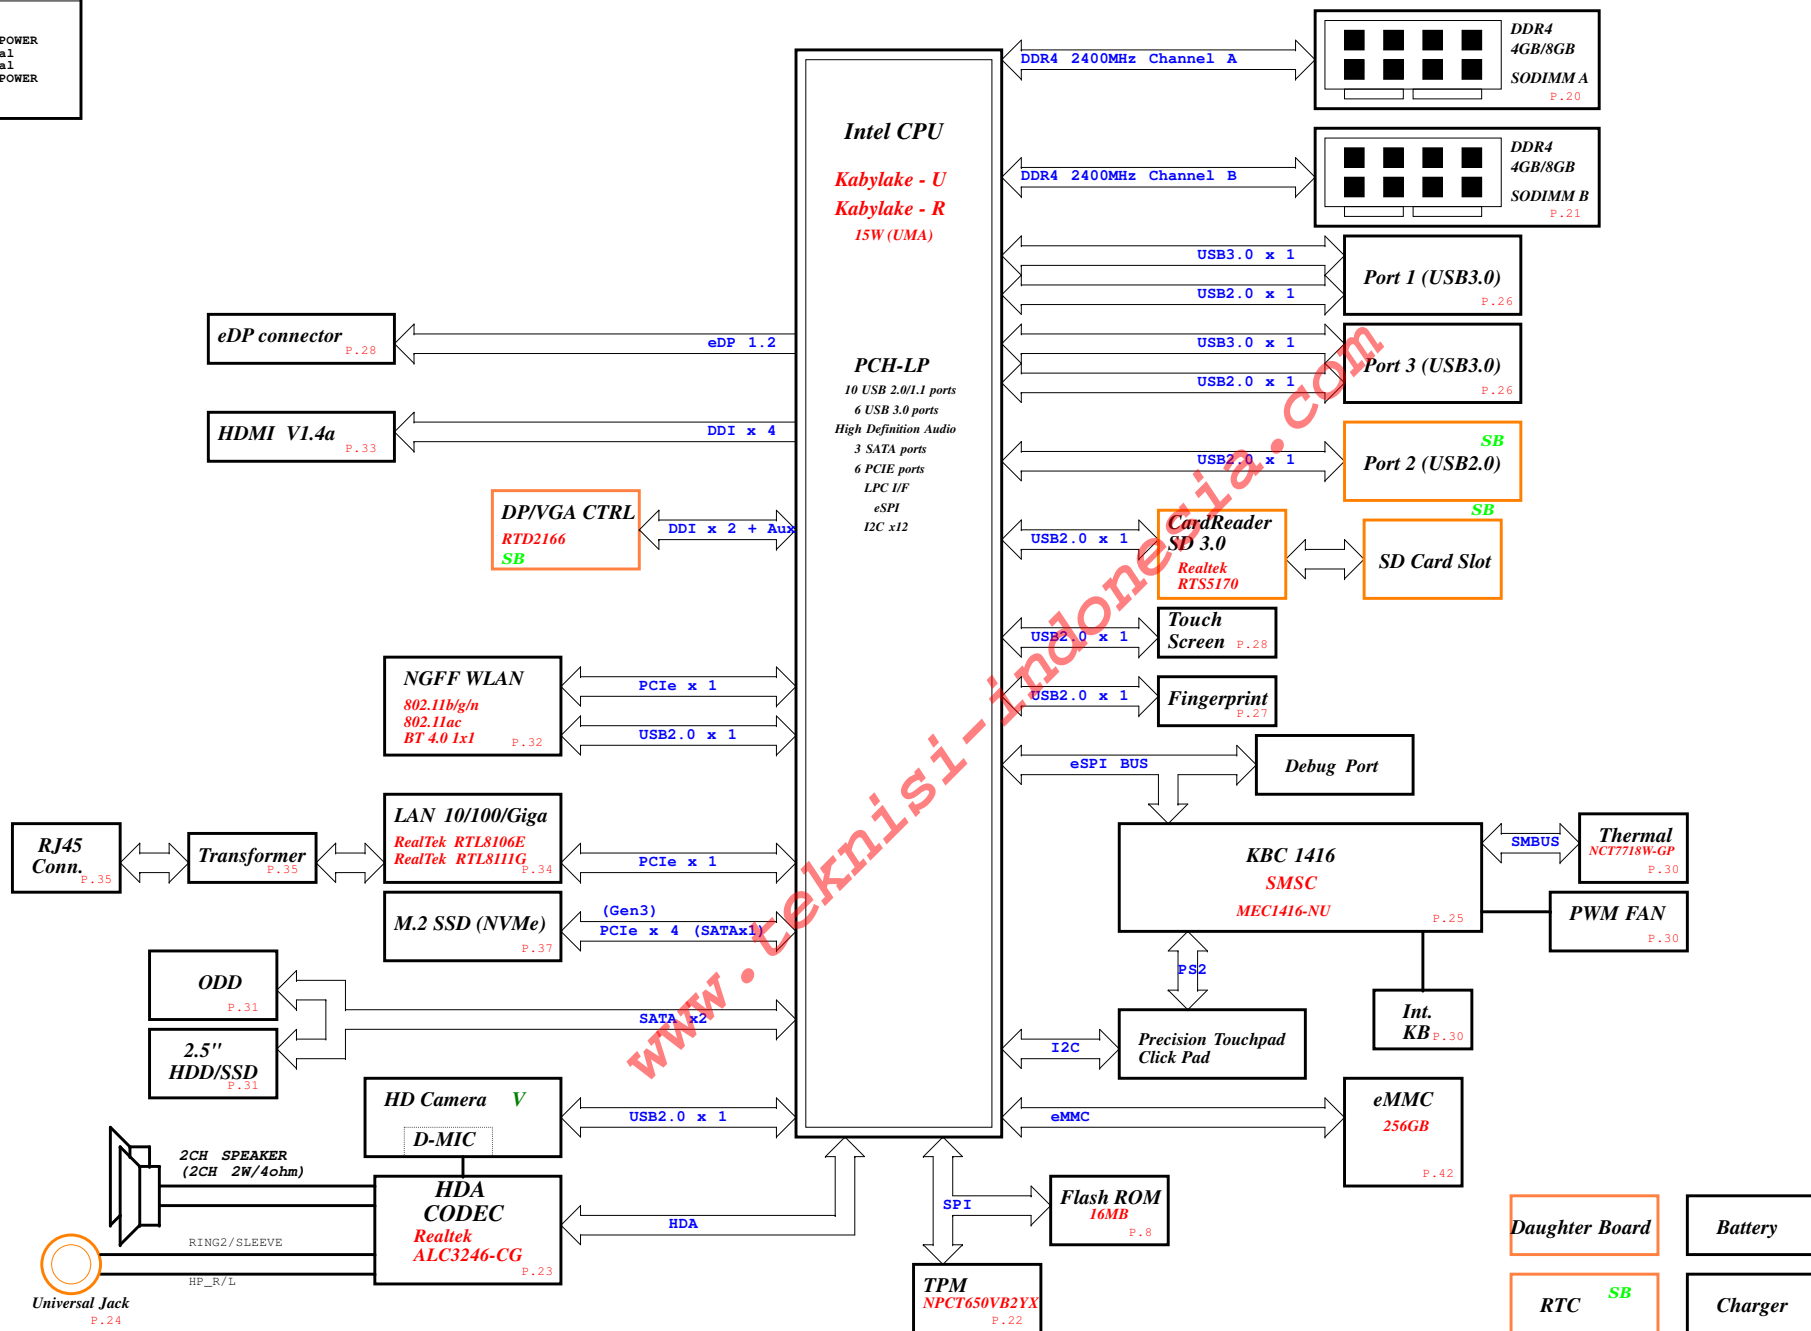 POWER
al
al
POWER
Intel CPU
Kabylake - U
Kabylake - R
15W (UMA)
PCH-LP
10 USB 2.0/1.1 ports
6 USB 3.0 ports
High Definition Audio
3 SATA ports
6 PCIE ports
LPC I/F
eSPI
I2C x12
DDR4 2400MHz Channel A
DDR4
4GB/8GB
SODIMM A
P.20
DDR4 2400MHz Channel B
DDR4
4GB/8GB
SODIMM B
P.21
USB3.0 x 1
USB2.0 x 1
Port 1 (USB3.0)
P.26
USB3.0 x 1
USB2.0 x 1
Port 3 (USB3.0)
P.26
USB2.0 x 1
SB
Port 2 (USB2.0)
USB2.0 x 1
CardReader
SD 3.0
Realtek
RTS5170
SB
SD Card Slot
USB2.0 x 1
Touch
Screen P.28
USB2.0 x 1
Fingerprint
P.27
eSPI BUS
Debug Port
KBC 1416
SMSC
MEC1416-NU
P.25
SMBUS
Thermal
NCT7718W-GP
P.30
PWM FAN
P.30
PS2
Int.
KB P.30
I2C
Precision Touchpad
Click Pad
eMMC
eMMC
256GB
P.42
eDP connector
P.28
eDP 1.2
HDMI V1.4a
P.33
DDI x 4
DP/VGA CTRL
RTD2166
SB
DDI x 2 + Aux
NGFF WLAN
802.11b/g/n
802.11ac
BT 4.0 1x1
P.32
PCIe x 1
USB2.0 x 1
RJ45
Conn.
P.35
Transformer
P.35
LAN 10/100/Giga
RealTek RTL8106E
RealTek RTL8111G
P.34
PCIe x 1
M.2 SSD (NVMe)
P.37
(Gen3)
PCIe x 4 (SATAx1)
ODD
P.31
2.5"
HDD/SSD
P.31
SATA x2
HD Camera V
D-MIC
USB2.0 x 1
2CH SPEAKER
(2CH 2W/4ohm)
HDA
CODEC
Realtek
ALC3246-CG
P.23
HDA
RING2/SLEEVE
HP_R/L
Universal Jack
P.24
SPI
Flash ROM
16MB
P.8
TPM
NPCT650VB2YX
P.22
Daughter Board
Battery
RTC SB
Charger
www.teknisi-indonesia.com